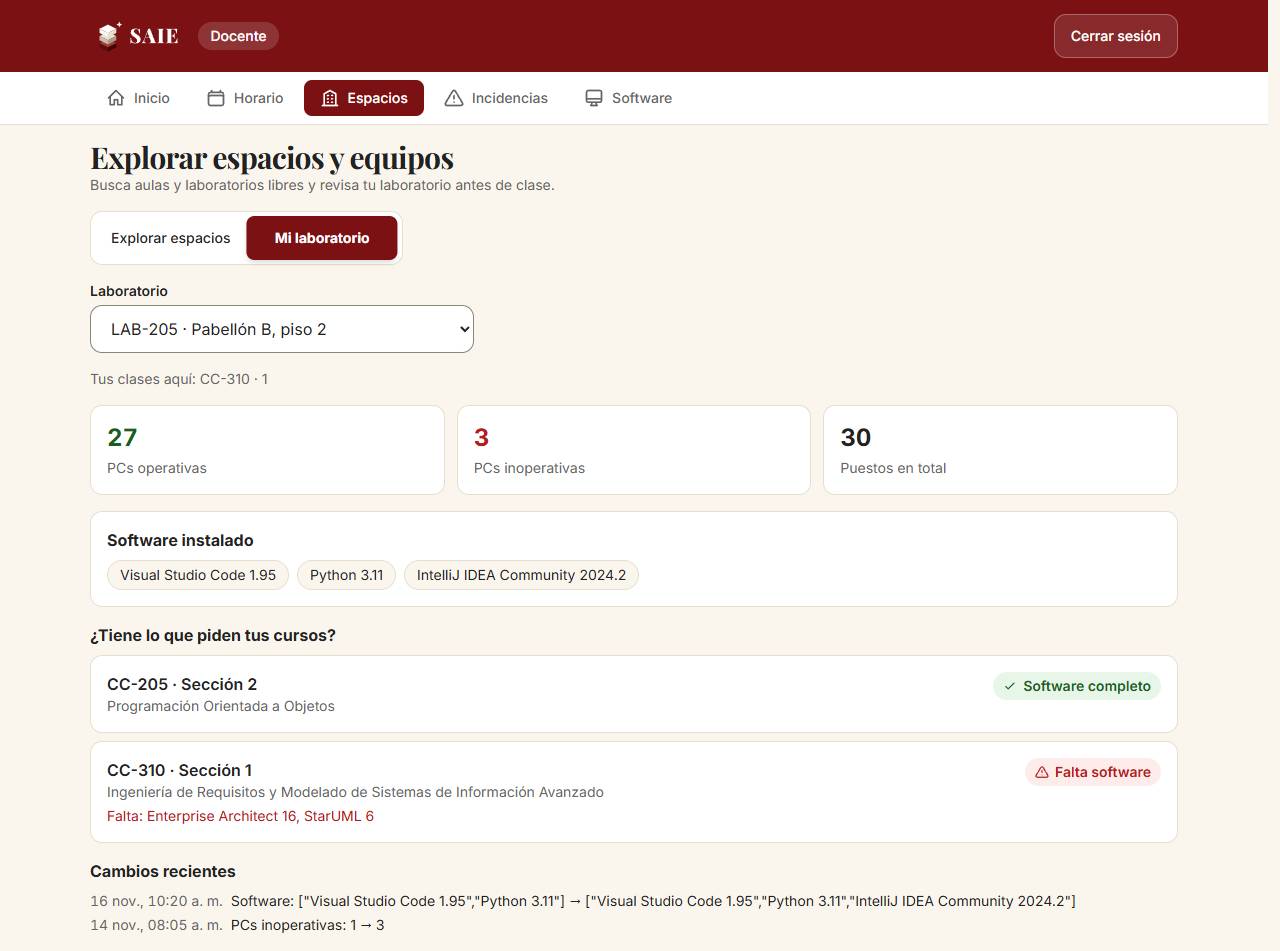 SAIE Docente Cerrar sesión
Inicio Horario Espacios Incidencias Software
Explorar espacios y equipos
Busca aulas y laboratorios libres y revisa tu laboratorio antes de clase.
Explorar espacios Mi laboratorio
Laboratorio
LAB-205 · Pabellón B, piso 2
Tus clases aquí: CC-310 · 1
27 3 30
PCs operativas PCs inoperativas Puestos en total
Software instalado
Visual Studio Code 1.95 Python 3.11 IntelliJ IDEA Community 2024.2
¿Tiene lo que piden tus cursos?
CC-205 · Sección 2 Software completo
Programación Orientada a Objetos
CC-310 · Sección 1 Falta software
Ingeniería de Requisitos y Modelado de Sistemas de Información Avanzado
Falta: Enterprise Architect 16, StarUML 6
Cambios recientes
16 nov., 10:20 a. m. Software: ["Visual Studio Code 1.95","Python 3.11"] → ["Visual Studio Code 1.95","Python 3.11","IntelliJ IDEA Community 2024.2"]
14 nov., 08:05 a. m. PCs inoperativas: 1 → 3